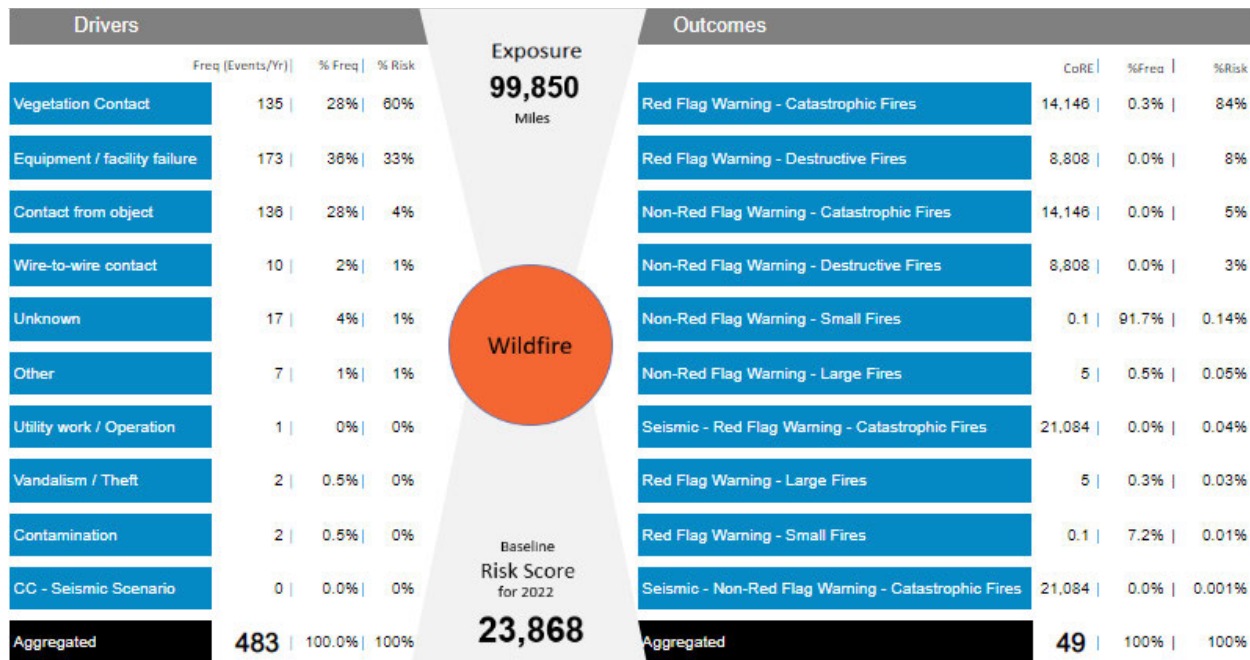 Drivers
Freq (Events/Yr)| % Freq | % Risk
Vegetation Contact 135 | 28% | 60%
Equipment / facility failure 173 | 36% | 33%
Contact from object 136 | 28% | 4%
Wire-to-wire contact 10 | 2% | 1%
Unknown 17 | 4% | 1%
Other 7 | 1% | 1%
Utility work / Operation 1 | 0% | 0%
Vandalism / Theft 2 | 0.5% | 0%
Contamination 2 | 0.5% | 0%
CC - Seismic Scenario 0 | 0.0% | 0%
Aggregated 483 | 100.0% | 100%
Exposure
99,850
Miles
Wildfire
Baseline
Risk Score
for 2022
23,868
Outcomes
CoRE | %Freq | %Risk
Red Flag Warning - Catastrophic Fires 14,146 | 0.3% | 84%
Red Flag Warning - Destructive Fires 8,808 | 0.0% | 8%
Non-Red Flag Warning - Catastrophic Fires 14,146 | 0.0% | 5%
Non-Red Flag Warning - Destructive Fires 8,808 | 0.0% | 3%
Non-Red Flag Warning - Small Fires 0.1 | 91.7% | 0.14%
Non-Red Flag Warning - Large Fires 5 | 0.5% | 0.05%
Seismic - Red Flag Warning - Catastrophic Fires 21,084 | 0.0% | 0.04%
Red Flag Warning - Large Fires 5 | 0.3% | 0.03%
Red Flag Warning - Small Fires 0.1 | 7.2% | 0.01%
Seismic - Non-Red Flag Warning - Catastrophic Fires 21,084 | 0.0% | 0.001%
Aggregated 49 | 100% | 100%